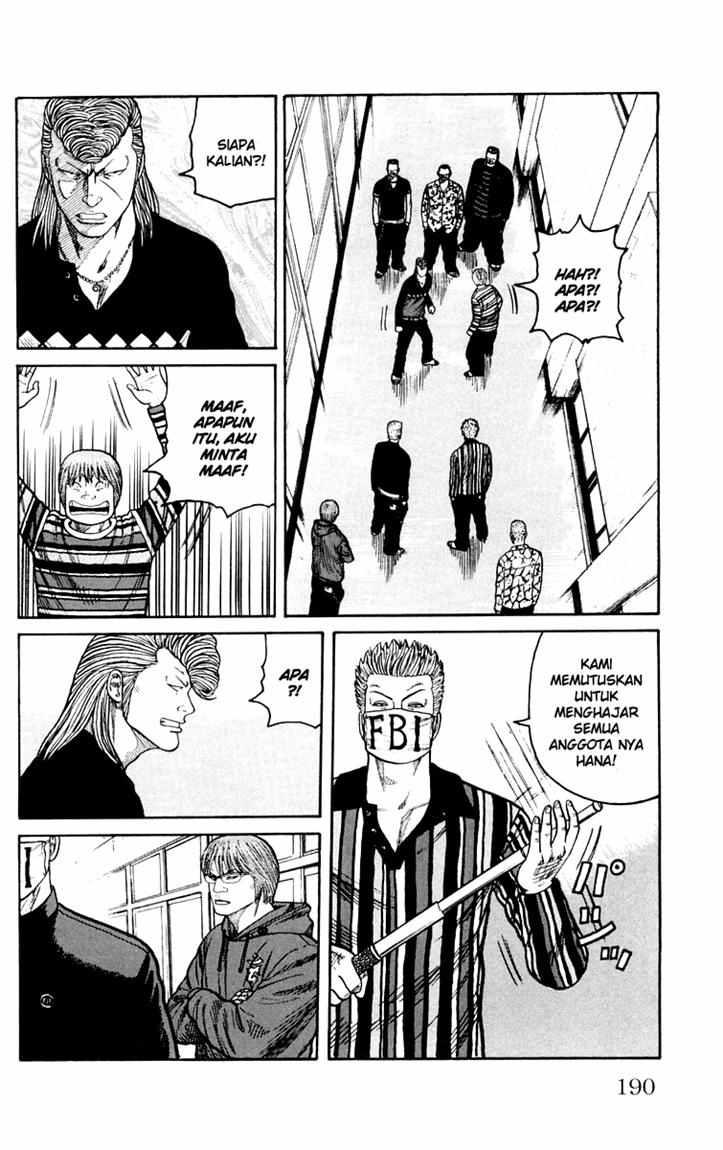 HAH?!
APA?!
APA?!
SIAPA
KALIAN?!
MAAF,
APAPUN
ITU, AKU
MINTA
MAAF!
KAMI
MEMUTUSKAN
UNTUK
MENGHAJAR
SEMUA
ANGGOTA NYA
HANA!
FBI
APA
?!
I
190